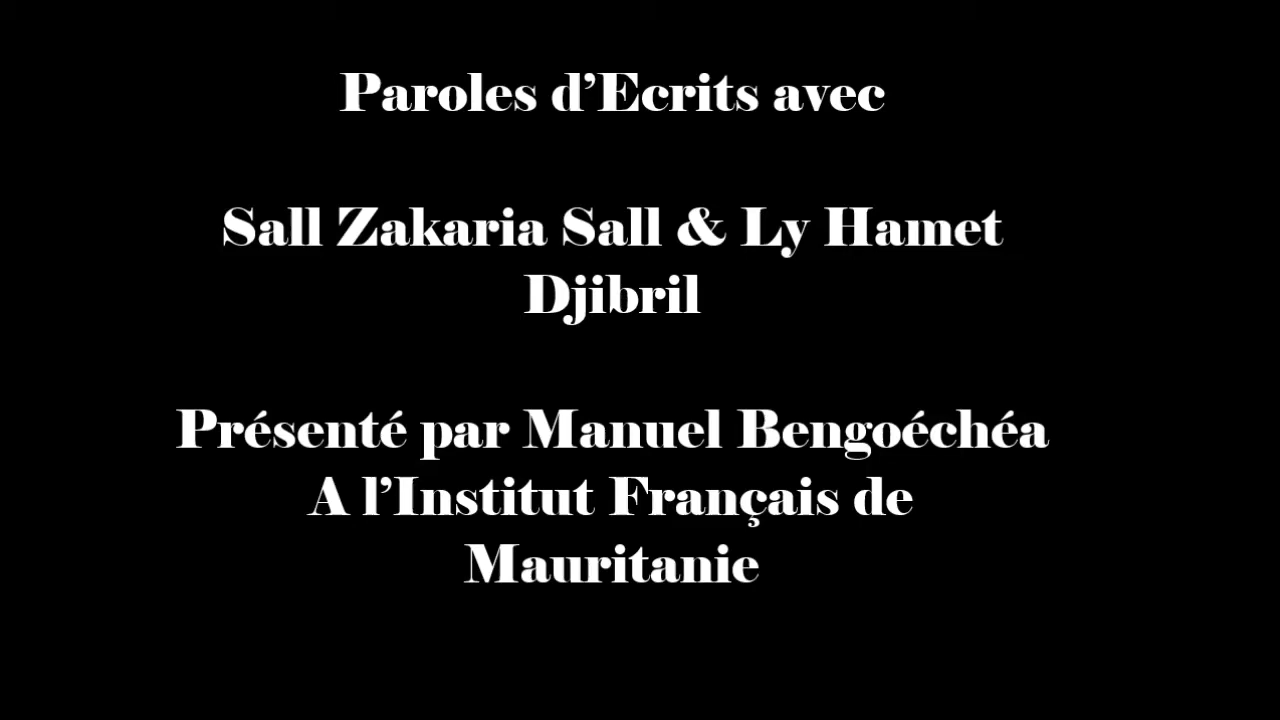 Paroles d’Ecrits avec
Sall Zakaria Sall & Ly Hamet
Djibril
Présenté par Manuel Bengoéchéa
A l’Institut Français de
Mauritanie